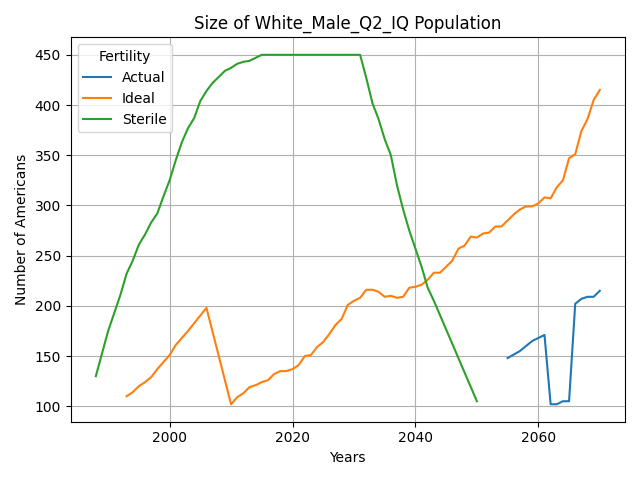 Size of White_Male_Q2_IQ Population
Fertility
Actual
Ideal
Sterile
Number of Americans
450
400
350
300
250
200
150
100
2000
2020
2040
2060
Years